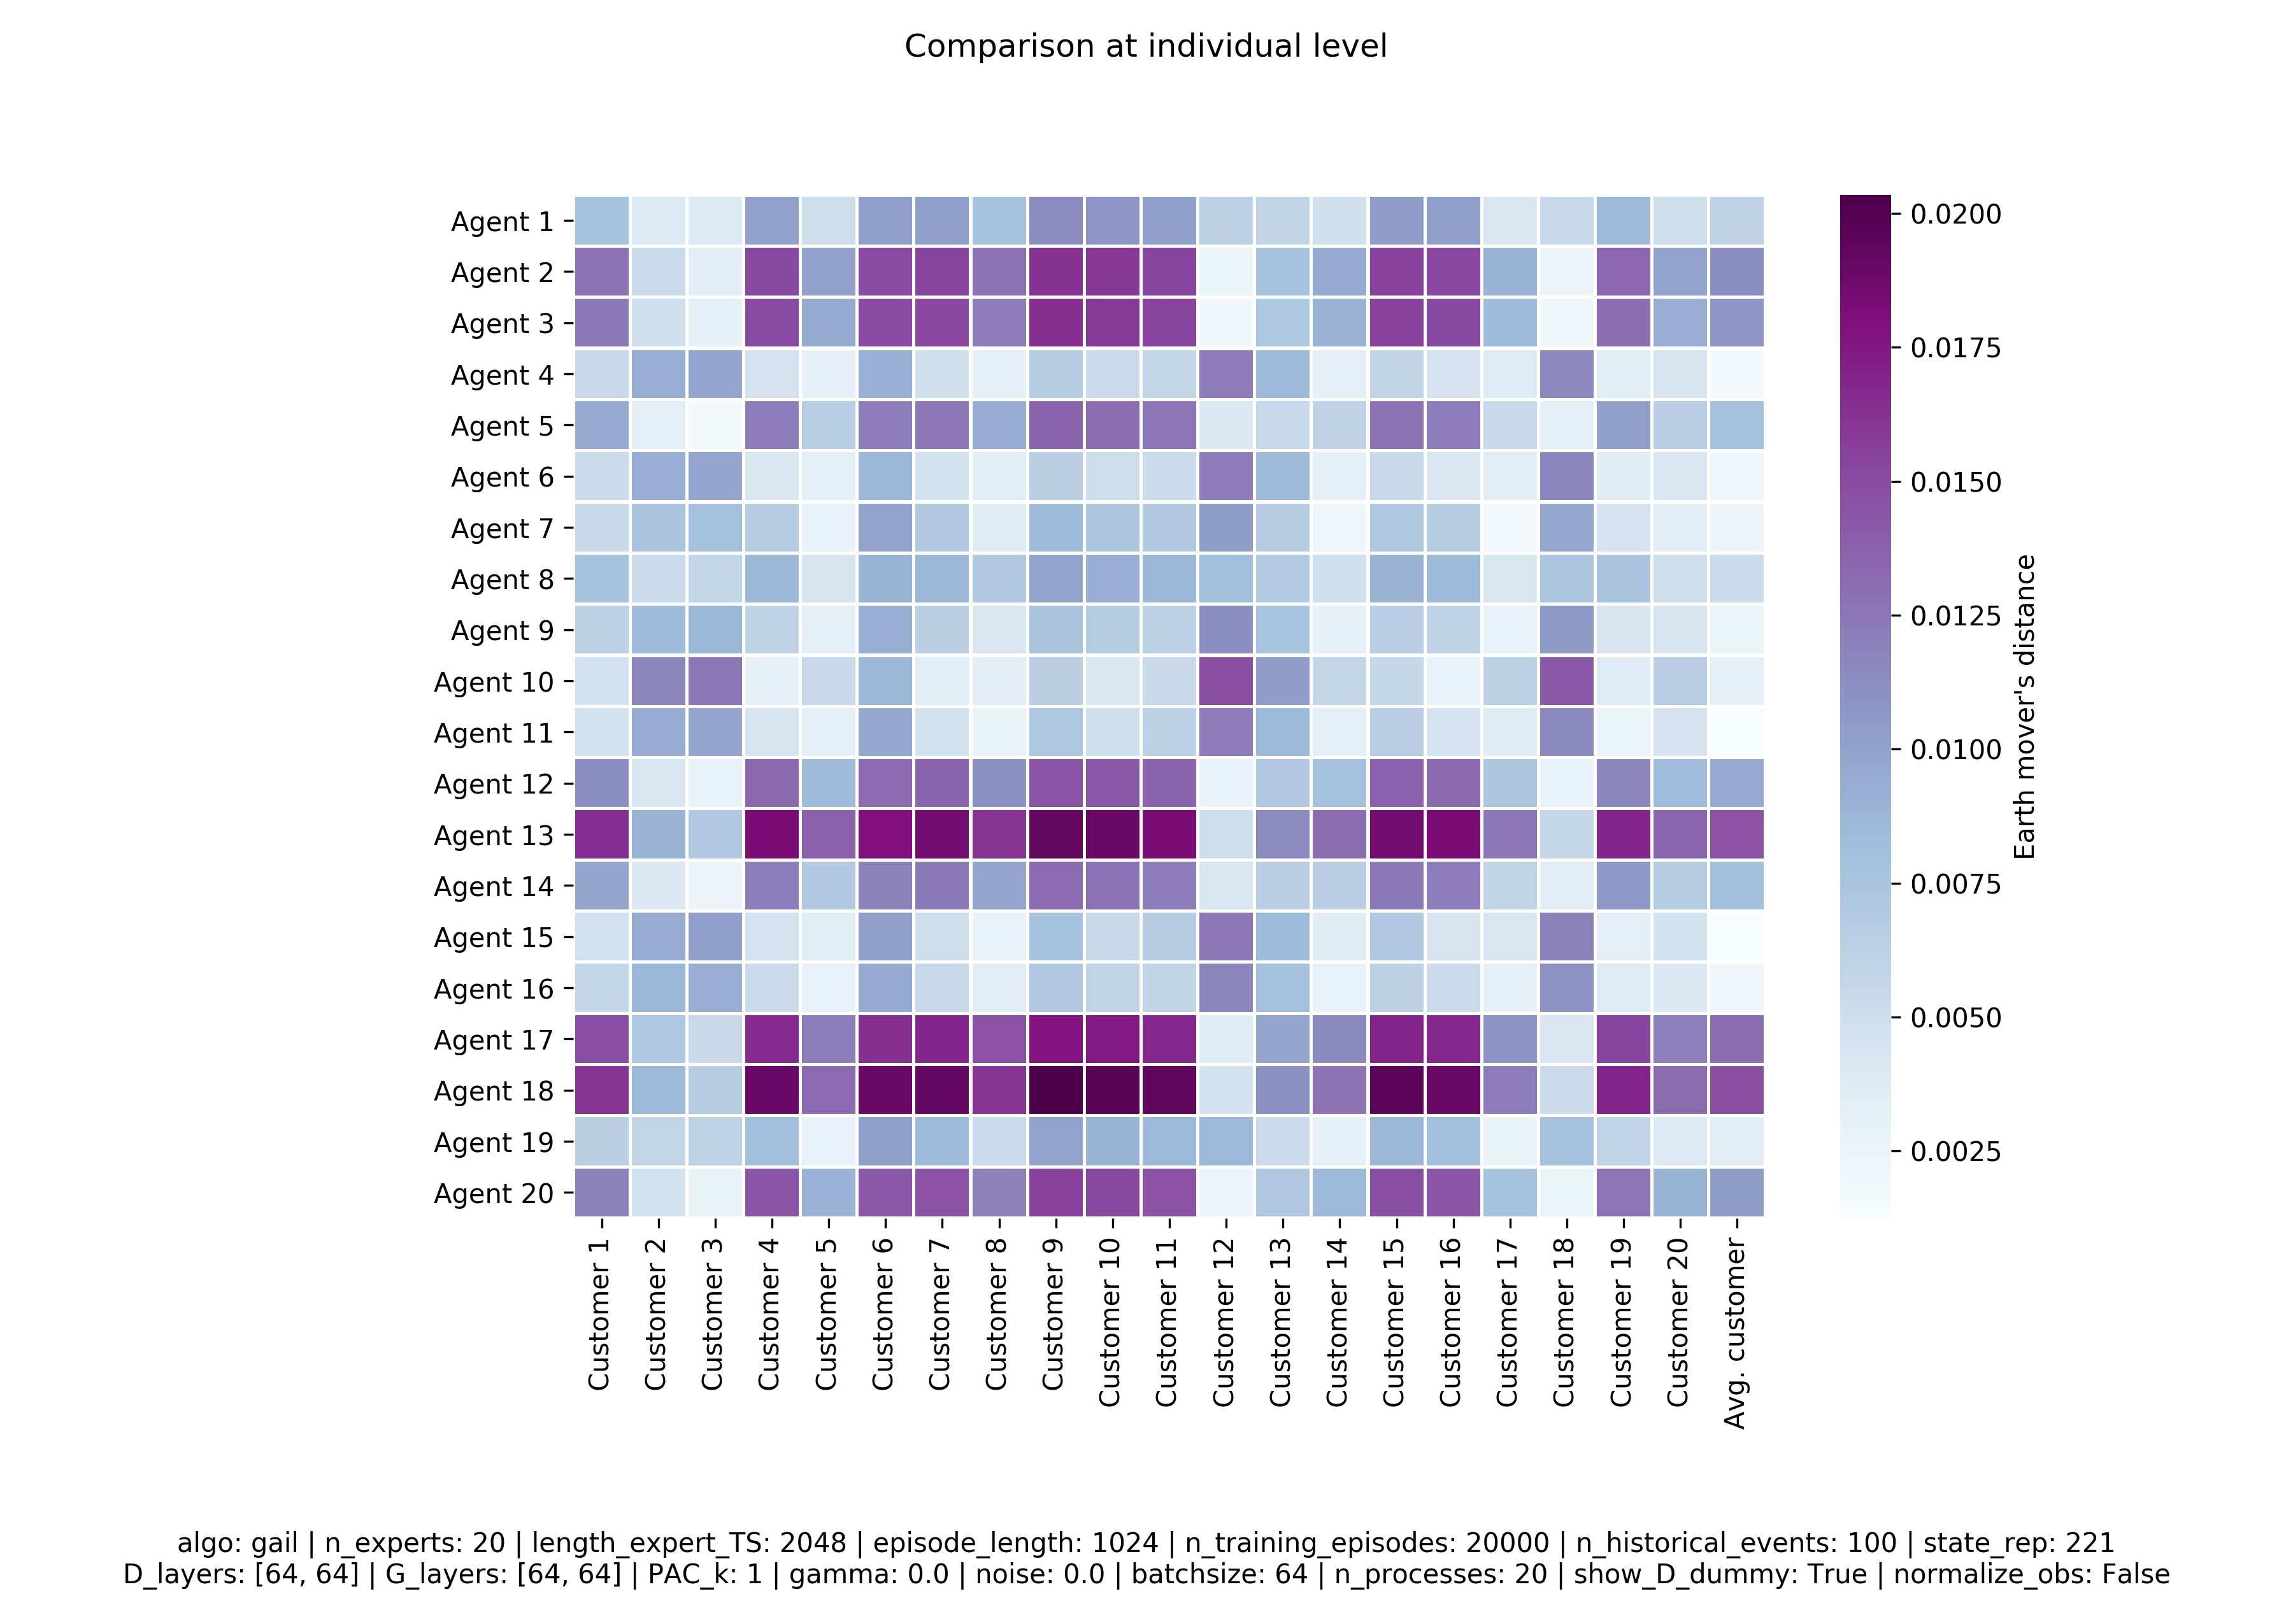 Comparison at individual level
Agent 1
Agent 2
Agent 3
Agent 4
Agent 5
Agent 6
Agent 7
Agent 8
Agent 9
Agent 10
Agent 11
Agent 12
Agent 13
Agent 14
Agent 15
Agent 16
Agent 17
Agent 18
Agent 19
Agent 20
Customer 1
Customer 2
Customer 3
Customer 4
Customer 5
Customer 6
Customer 7
Customer 8
Customer 9
Customer 10
Customer 11
Customer 12
Customer 13
Customer 14
Customer 15
Customer 16
Customer 17
Customer 18
Customer 19
Customer 20
Avg. customer
0.0200
0.0175
0.0150
0.0125
0.0100
0.0075
0.0050
0.0025
Earth mover's distance
algo: gail | n_experts: 20 | length_expert_TS: 2048 | episode_length: 1024 | n_training_episodes: 20000 | n_historical_events: 100 | state_rep: 221
D_layers: [64, 64] | G_layers: [64, 64] | PAC_k: 1 | gamma: 0.0 | noise: 0.0 | batchsize: 64 | n_processes: 20 | show_D_dummy: True | normalize_obs: False